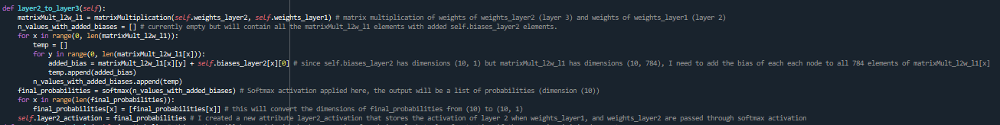 def layer2_to_layer3(self):
    matrixMult_l2w_l1 = matrixMultiplication(self.weights_layer2, self.weights_layer1) # matrix multiplication of weights of weights_layer2 (layer 3) and weights of weights_layer1 (layer 2)
    n_values_with_added_biases = [] # currently empty but will contain all the matrixMult_l2w_l1 elements with added self.biases_layer2 elements.
    for x in range(0, len(matrixMult_l2w_l1)):
        temp = []
        for y in range(0, len(matrixMult_l2w_l1[x])):
            added_bias = matrixMult_l2w_l1[x][y] + self.biases_layer2[x][0] # since self.biases_layer2 has dimensions (10, 1) but matrixMult_l2w_l1 has dimensions (10, 784), I need to add the bias of each each node to all 784 elements of matrixMult_l2w_l1[x]
            temp.append(added_bias)
        n_values_with_added_biases.append(temp)
    final_probabilities = softmax(n_values_with_added_biases) # Softmax activation applied here, the output will be a list of probabilities (dimension (10))
    for x in range(len(final_probabilities)):
        final_probabilities[x] = [final_probabilities[x]] # this will convert the dimensions of final_probabilities from (10) to (10, 1)
    self.layer2_activation = final_probabilities # I created a new attribute layer2_activation that stores the activation of layer 2 when weights_layer1, and weights_layer2 are passed through softmax activation